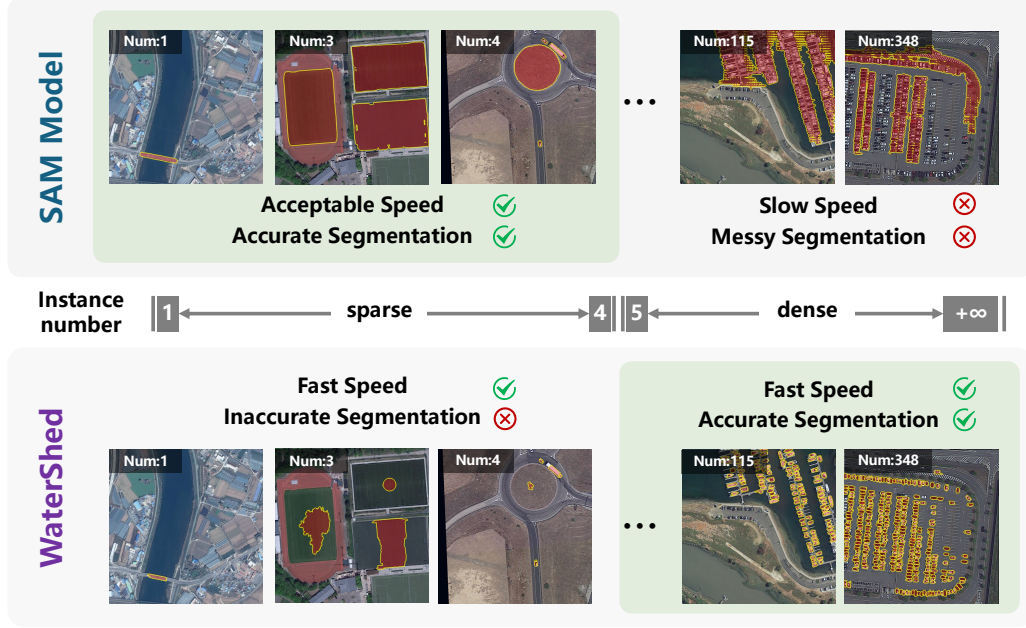 SAM Model
Num:1
Num:3
Num:4
...
Num:115
Num:348
Acceptable Speed
Accurate Segmentation
Slow Speed
Messy Segmentation
Instance
number
1
sparse
4
5
dense
+∞
WaterShed
Fast Speed
Inaccurate Segmentation
Fast Speed
Accurate Segmentation
Num:1
Num:3
Num:4
...
Num:115
Num:348